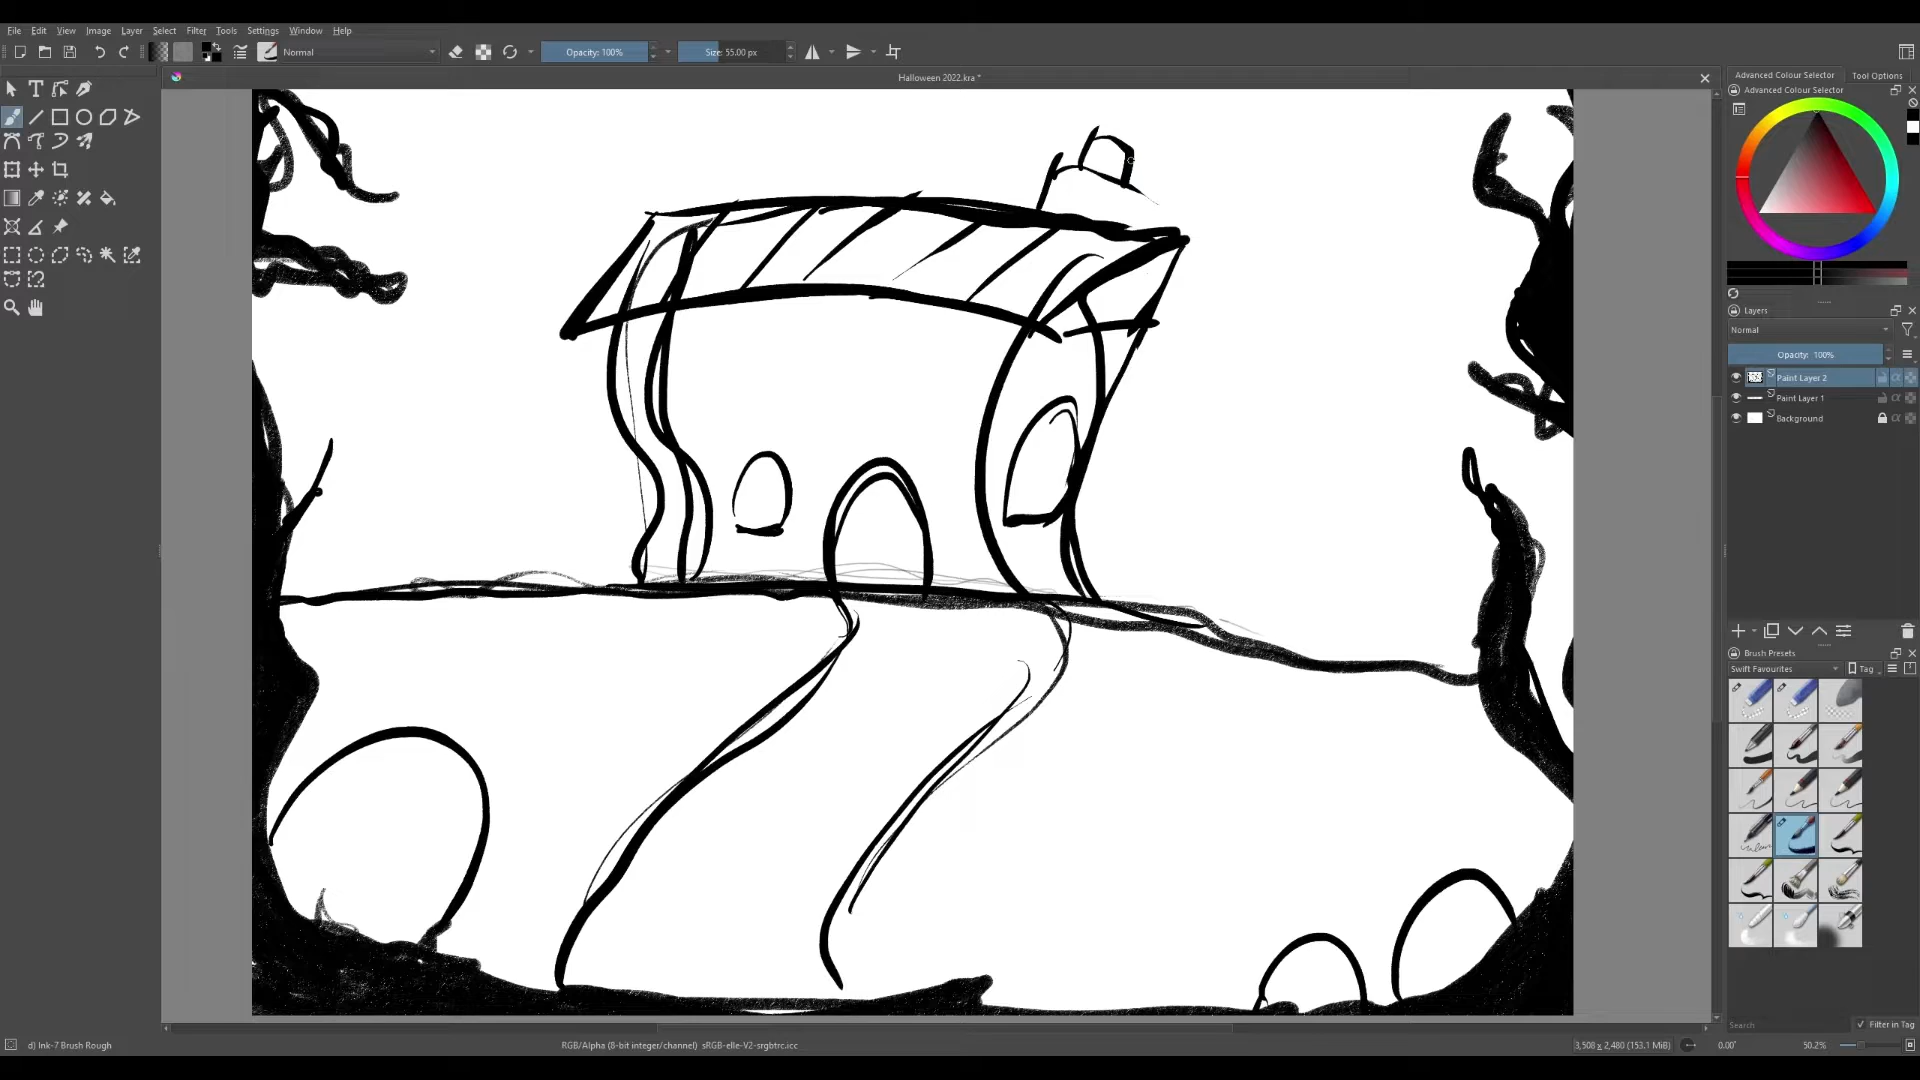 File Edit View Image Layer Select Filter Tools Settings Window Help
Normal Opacity: 100% Size: 55.00 px
Halloween 2022.kra *
Advanced Colour Selector Tool Options
Advanced Colour Selector
Layers
Normal
Opacity: 100%
Paint Layer 2
Paint Layer 1
Background
Brush Presets
Swift Favourites Tag
Search Filter in Tag
d) Ink-7 Brush Rough RGB/Alpha (8-bit integer/channel) sRGB-elle-V2-srgbtrc.icc 3,508 x 2,480 (153.1 MiB) 0.00° 50.2%